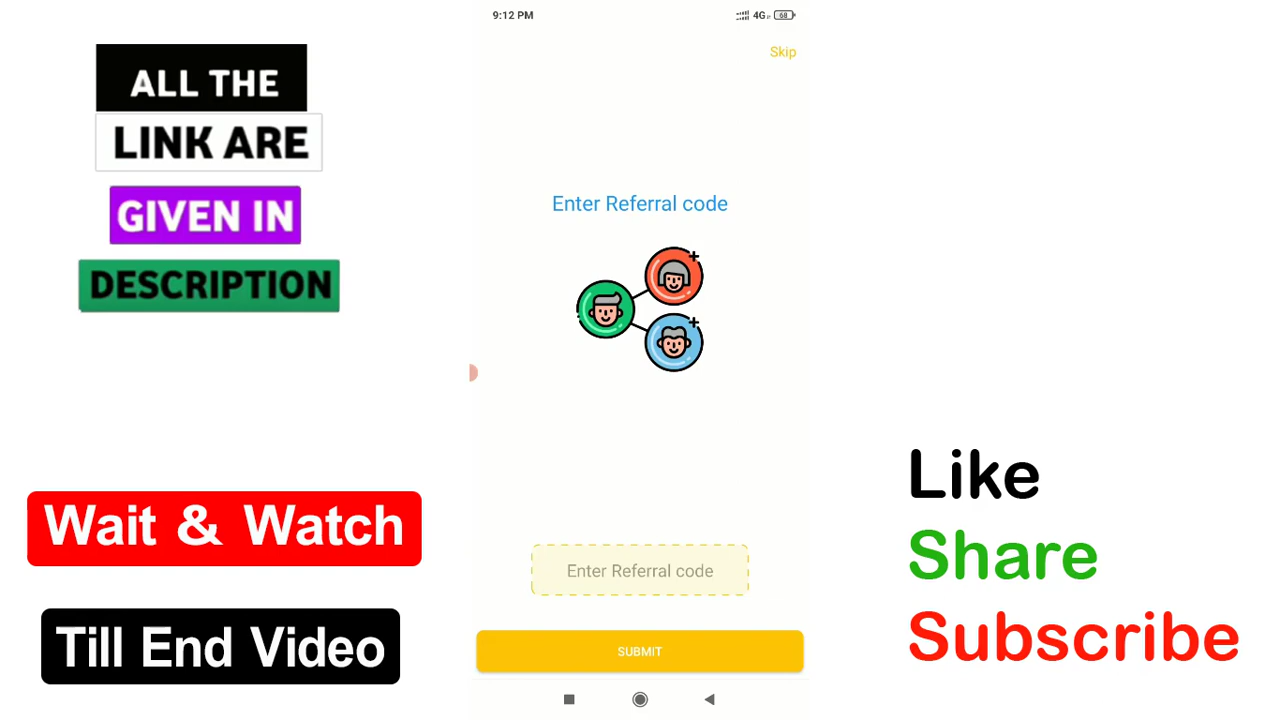 ALL THE
LINK ARE
GIVEN IN
DESCRIPTION
Wait & Watch
Till End Video
9:12 PM
4G
68
Skip
Enter Referral code
Enter Referral code
SUBMIT
Like
Share
Subscribe